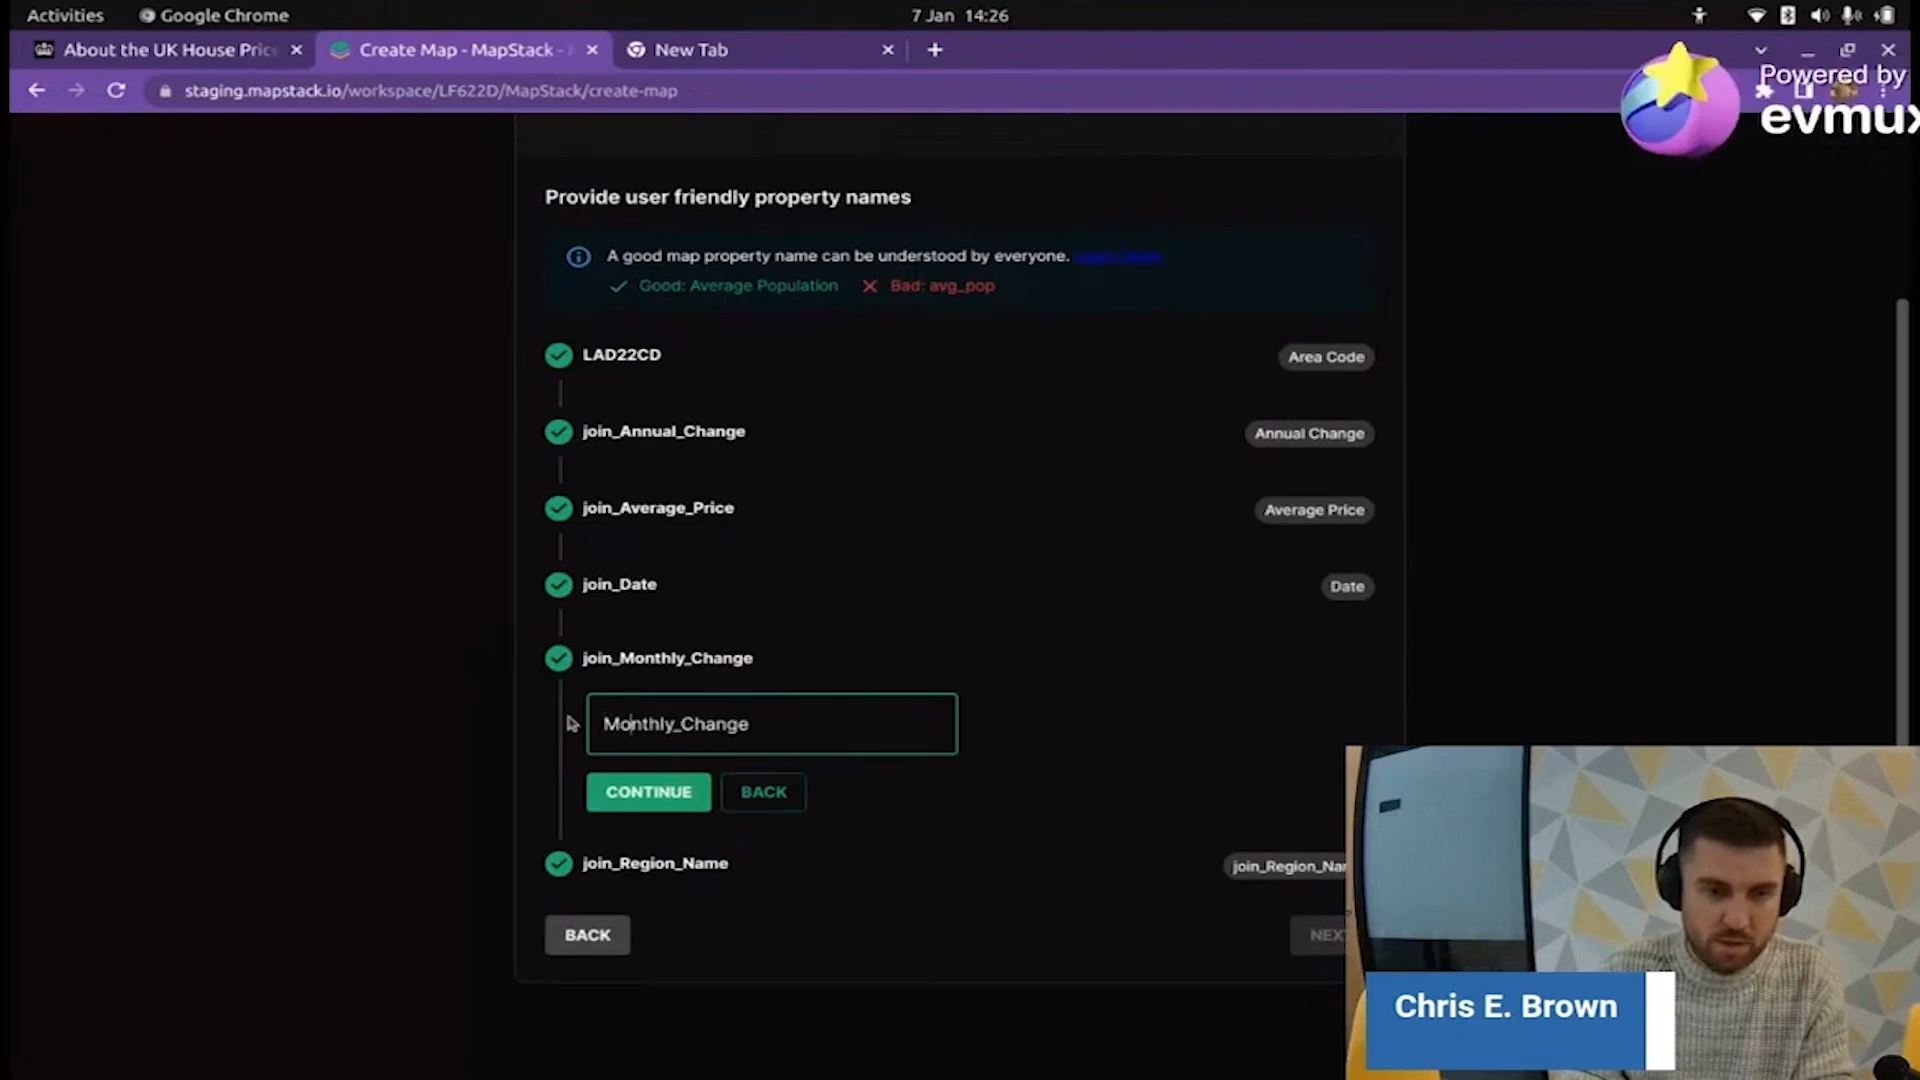 Activities
Google Chrome
7 Jan 14:26
About the UK House Pric
Create Map - MapStack -
New Tab
staging.mapstack.io/workspace/LF622D/MapStack/create-map
Powered by
evmux
Provide user friendly property names
A good map property name can be understood by everyone.
Good: Average Population
Bad: avg_pop
LAD22CD
Area Code
join_Annual_Change
Annual Change
join_Average_Price
Average Price
join_Date
Date
join_Monthly_Change
Monthly_Change
CONTINUE
BACK
join_Region_Name
join_Region_Nar
BACK
NEX
Chris E. Brown